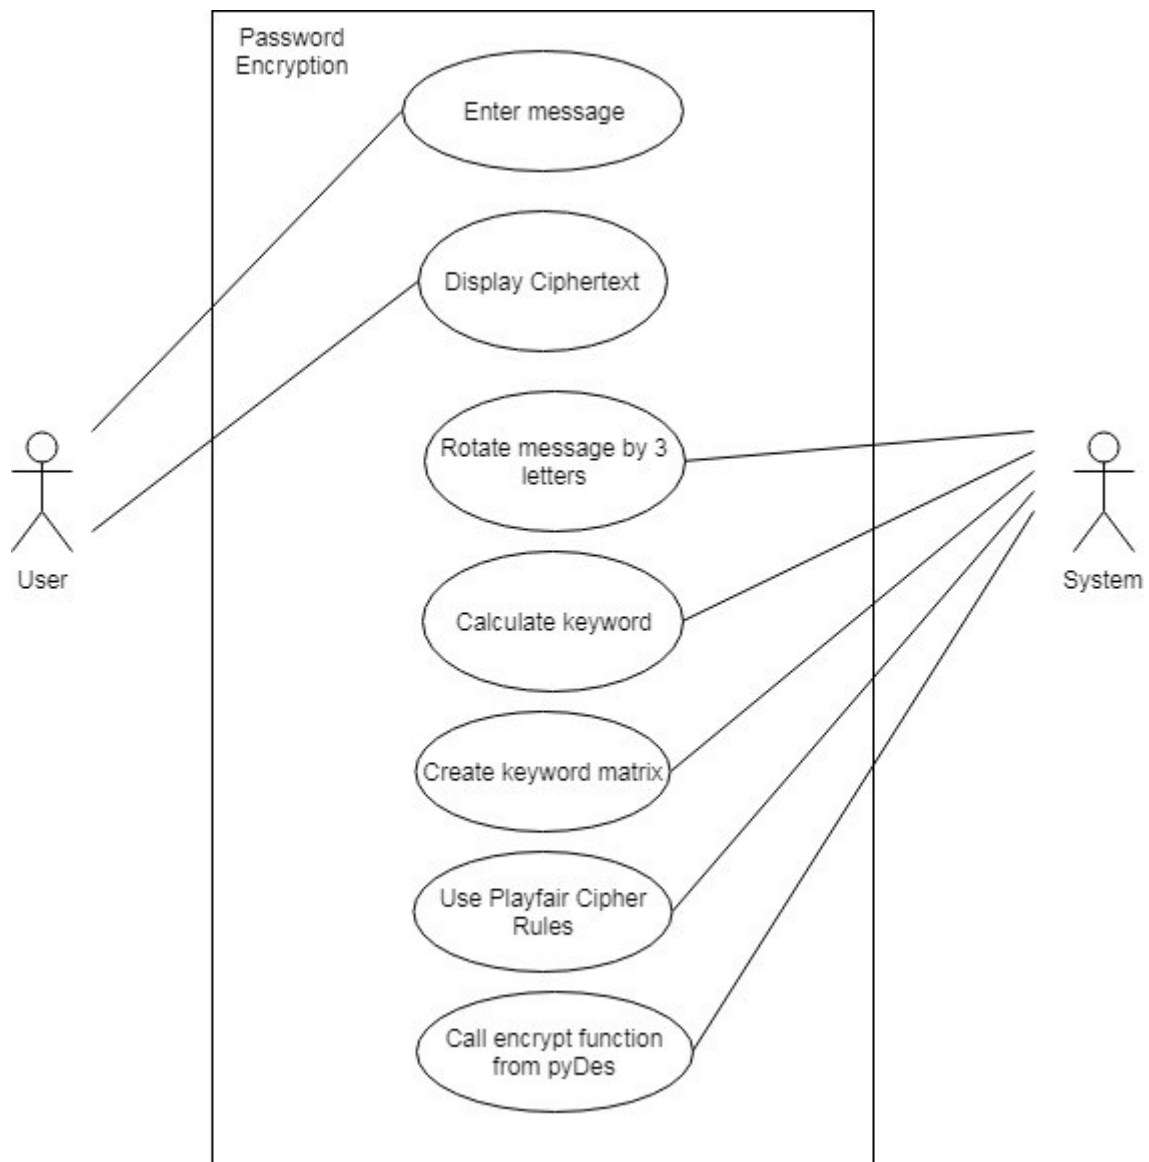 Password
Encryption
Enter message
Display Ciphertext
Rotate message by 3
letters
User
System
Calculate keyword
Create keyword matrix
Use Playfair Cipher
Rules
Call encrypt function
from pyDes